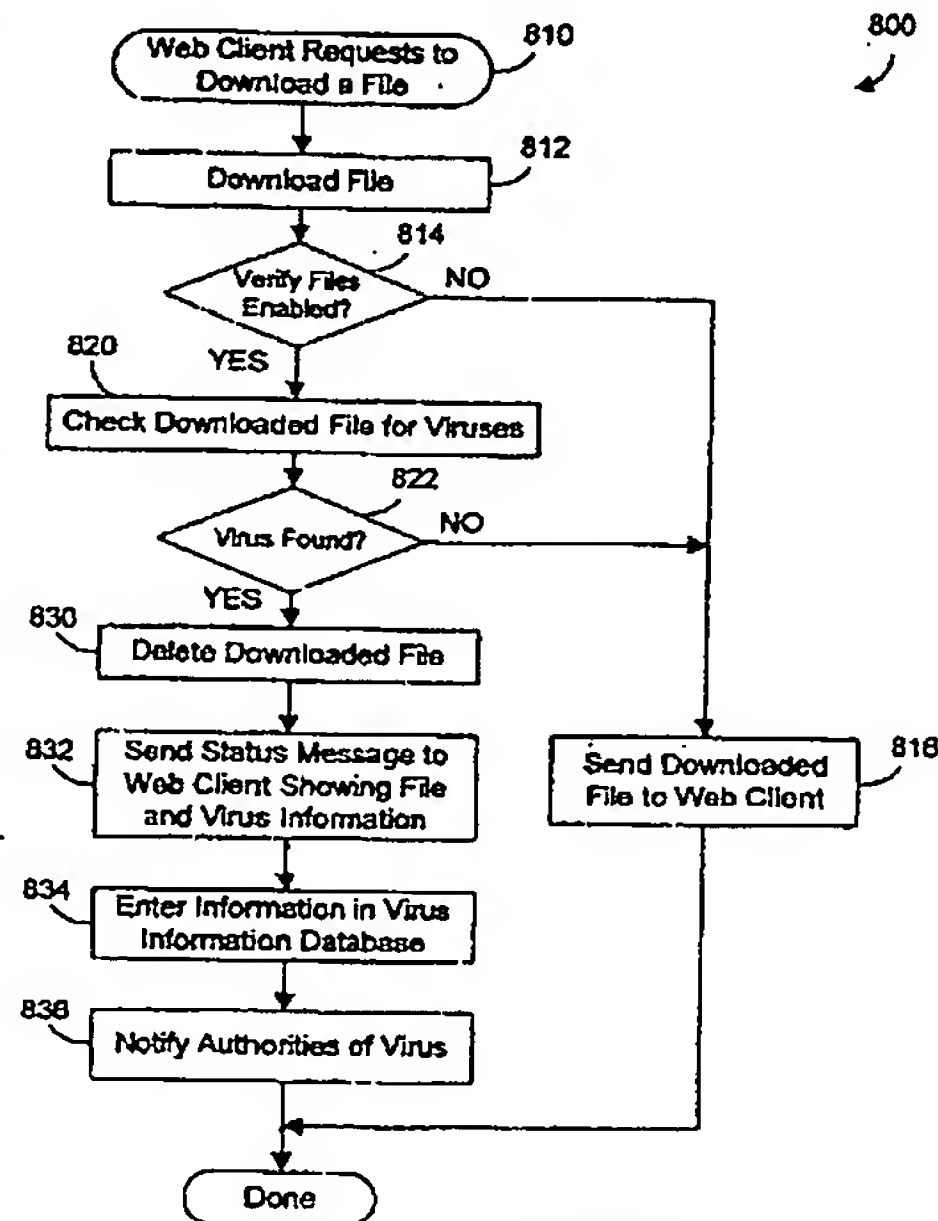 800
Web Client Requests to
Download a File
810
Download File
812
Verify Files
Enabled?
814
NO
YES
820
Check Downloaded File for Viruses
822
Virus Found?
NO
YES
830
Delete Downloaded File
832
Send Status Message to
Web Client Showing File
and Virus Information
Send Downloaded
File to Web Client
818
834
Enter Information in Virus
Information Database
836
Notify Authorities of Virus
Done